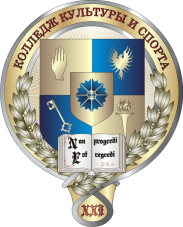 КОЛЛЕДЖ КУЛЬТУРЫ И СПОРТА
Non progredi
Est regredi
XXI